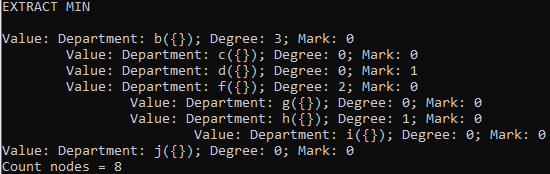 EXTRACT MIN
Value: Department: b({}); Degree: 3; Mark: 0
Value: Department: c({}); Degree: 0; Mark: 0
Value: Department: d({}); Degree: 0; Mark: 1
Value: Department: f({}); Degree: 2; Mark: 0
Value: Department: g({}); Degree: 0; Mark: 0
Value: Department: h({}); Degree: 1; Mark: 0
Value: Department: i({}); Degree: 0; Mark: 0
Value: Department: j({}); Degree: 0; Mark: 0
Count nodes = 8